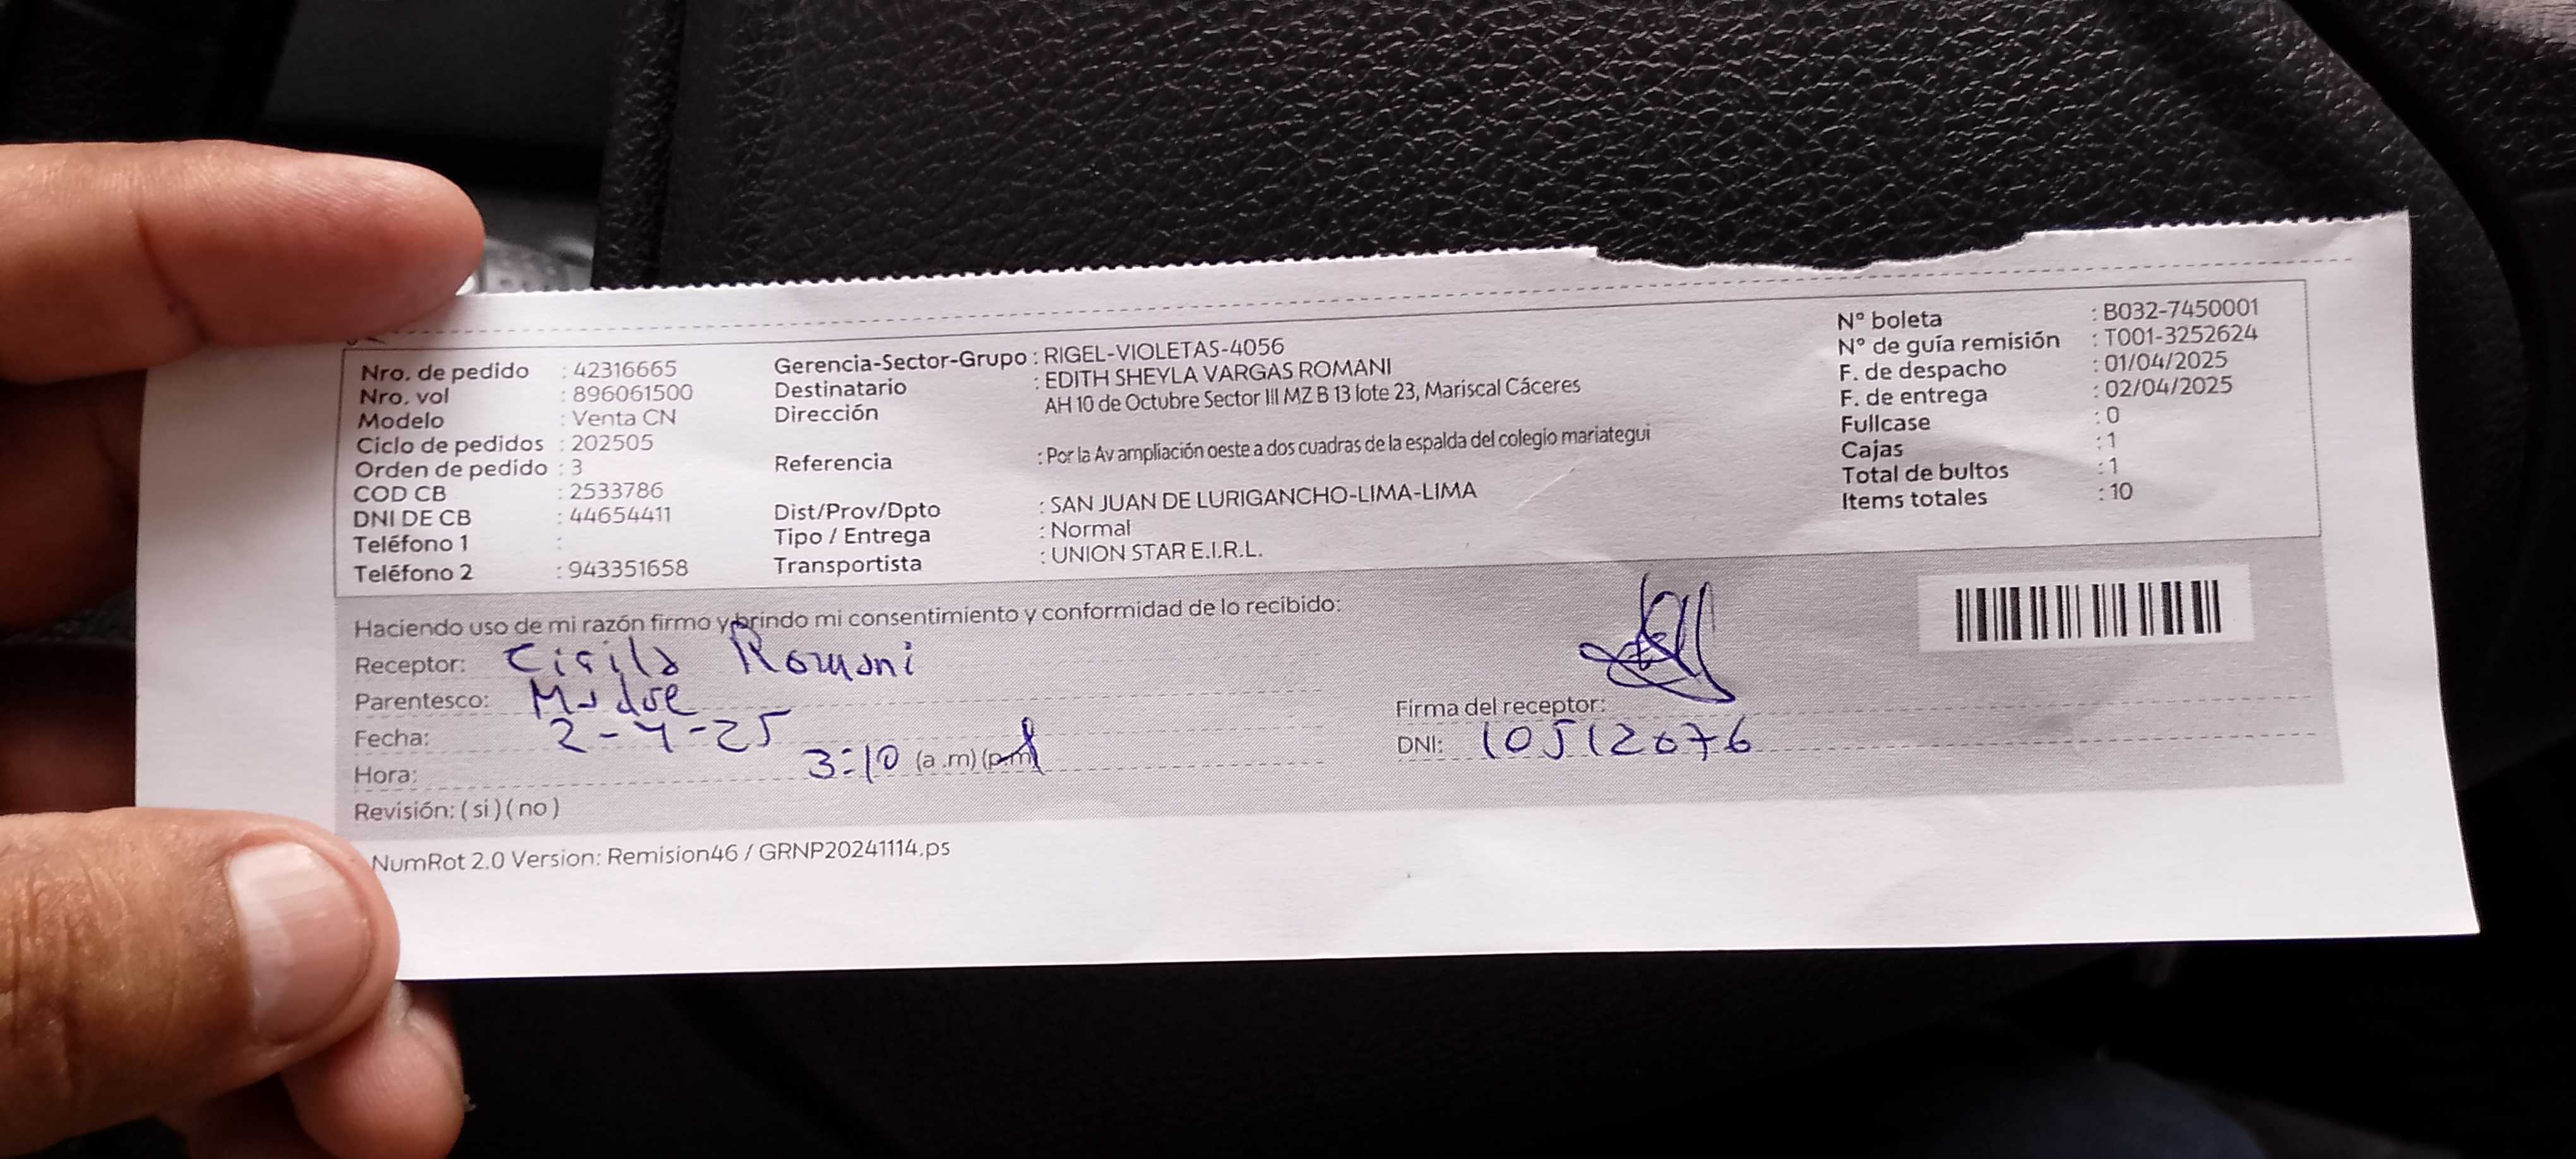 Nro. de pedido : 42316665
Nro. vol : 896061500
Modelo : Venta CN
Ciclo de pedidos : 202505
Orden de pedido : 3
COD CB : 2533786
DNI DE CB : 44654411
Teléfono 1 :
Teléfono 2 : 943351658
Gerencia-Sector-Grupo : RIGEL-VIOLETAS-4056
Destinatario : EDITH SHEYLA VARGAS ROMANI
Dirección AH 10 de Octubre Sector III MZ B 13 lote 23, Mariscal Cáceres
Referencia : Por la Av ampliación oeste a dos cuadras de la espalda del colegio mariategui
Dist/Prov/Dpto : SAN JUAN DE LURIGANCHO-LIMA-LIMA
Tipo / Entrega : Normal
Transportista : UNION STAR E.I.R.L.
N° boleta : B032-7450001
N° de guía remisión : T001-3252624
F. de despacho : 01/04/2025
F. de entrega : 02/04/2025
Fullcase : 0
Cajas : 1
Total de bultos : 1
Items totales : 10
Haciendo uso de mi razón firmo y brindo mi consentimiento y conformidad de lo recibido:
Receptor: Cisila Romani
Parentesco: Madre
Fecha: 2-4-25
Hora: 3:10 (a.m) (p.m)
Revisión: ( si ) ( no )
Firma del receptor:
DNI: 10512076
NumRot 2.0 Version: Remision46 / GRNP20241114.ps